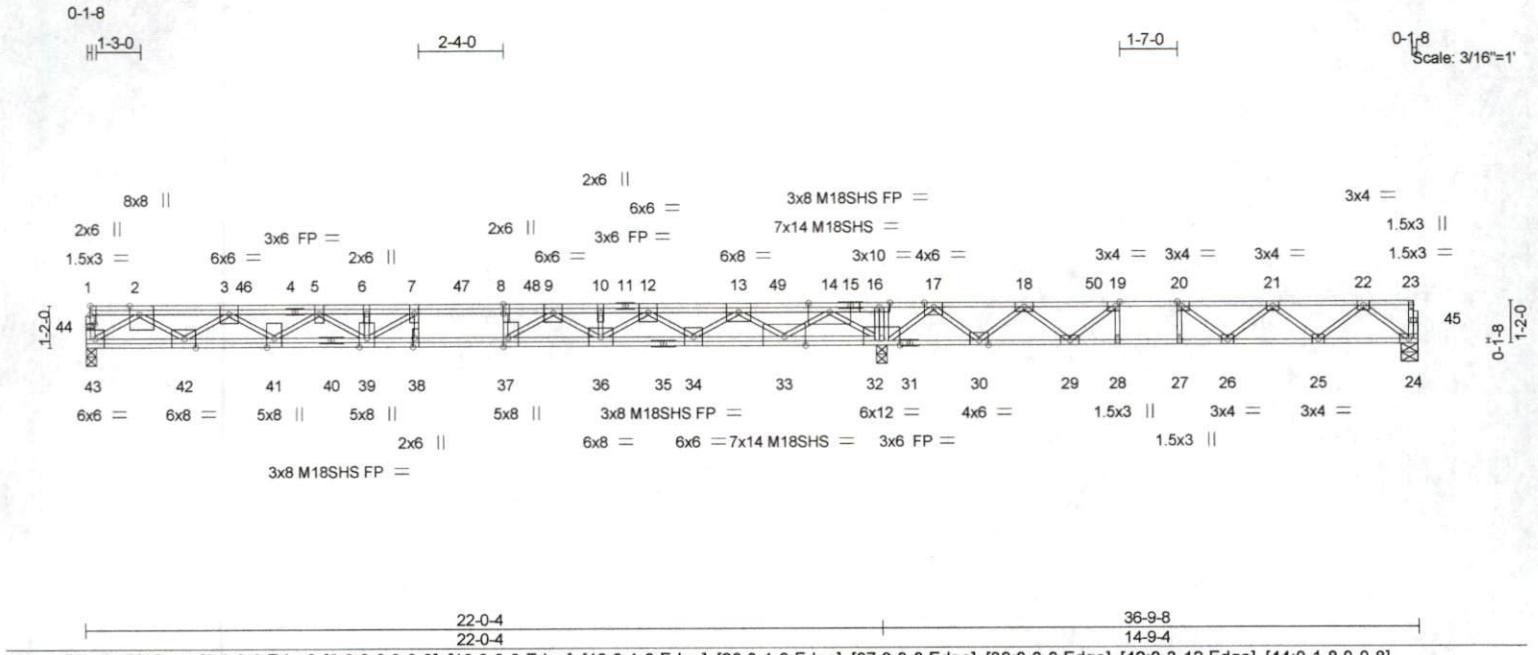 0-1-8
1-3-0
2-4-0
1-7-0
0-1-8
Scale: 3/16"=1'
2x6 ||
8x8 ||
6x6 =
3x8 M18SHS FP =
3x4 =
2x6 ||
3x6 FP =
2x6 ||
3x6 FP =
7x14 M18SHS =
1.5x3 ||
1.5x3 =
6x6 =
2x6 ||
6x6 =
6x8 =
3x10 =
4x6 =
3x4 =
3x4 =
3x4 =
1.5x3 =
1 2 3 46 4 5 6 7 47 8 48 9 10 11 12 13 49 14 15 16 17 18 50 19 20 21 22 23
1-2-0
44
45
0-1-8
1-2-0
43 42 41 40 39 38 37 36 35 34 33 32 31 30 29 28 27 26 25 24
6x6 =
6x8 =
5x8 ||
5x8 ||
5x8 ||
3x8 M18SHS FP =
6x12 =
4x6 =
1.5x3 ||
3x4 =
3x4 =
2x6 ||
6x8 =
6x6 =
7x14 M18SHS =
3x6 FP =
1.5x3 ||
3x8 M18SHS FP =
22-0-4
36-9-8
22-0-4
14-9-4